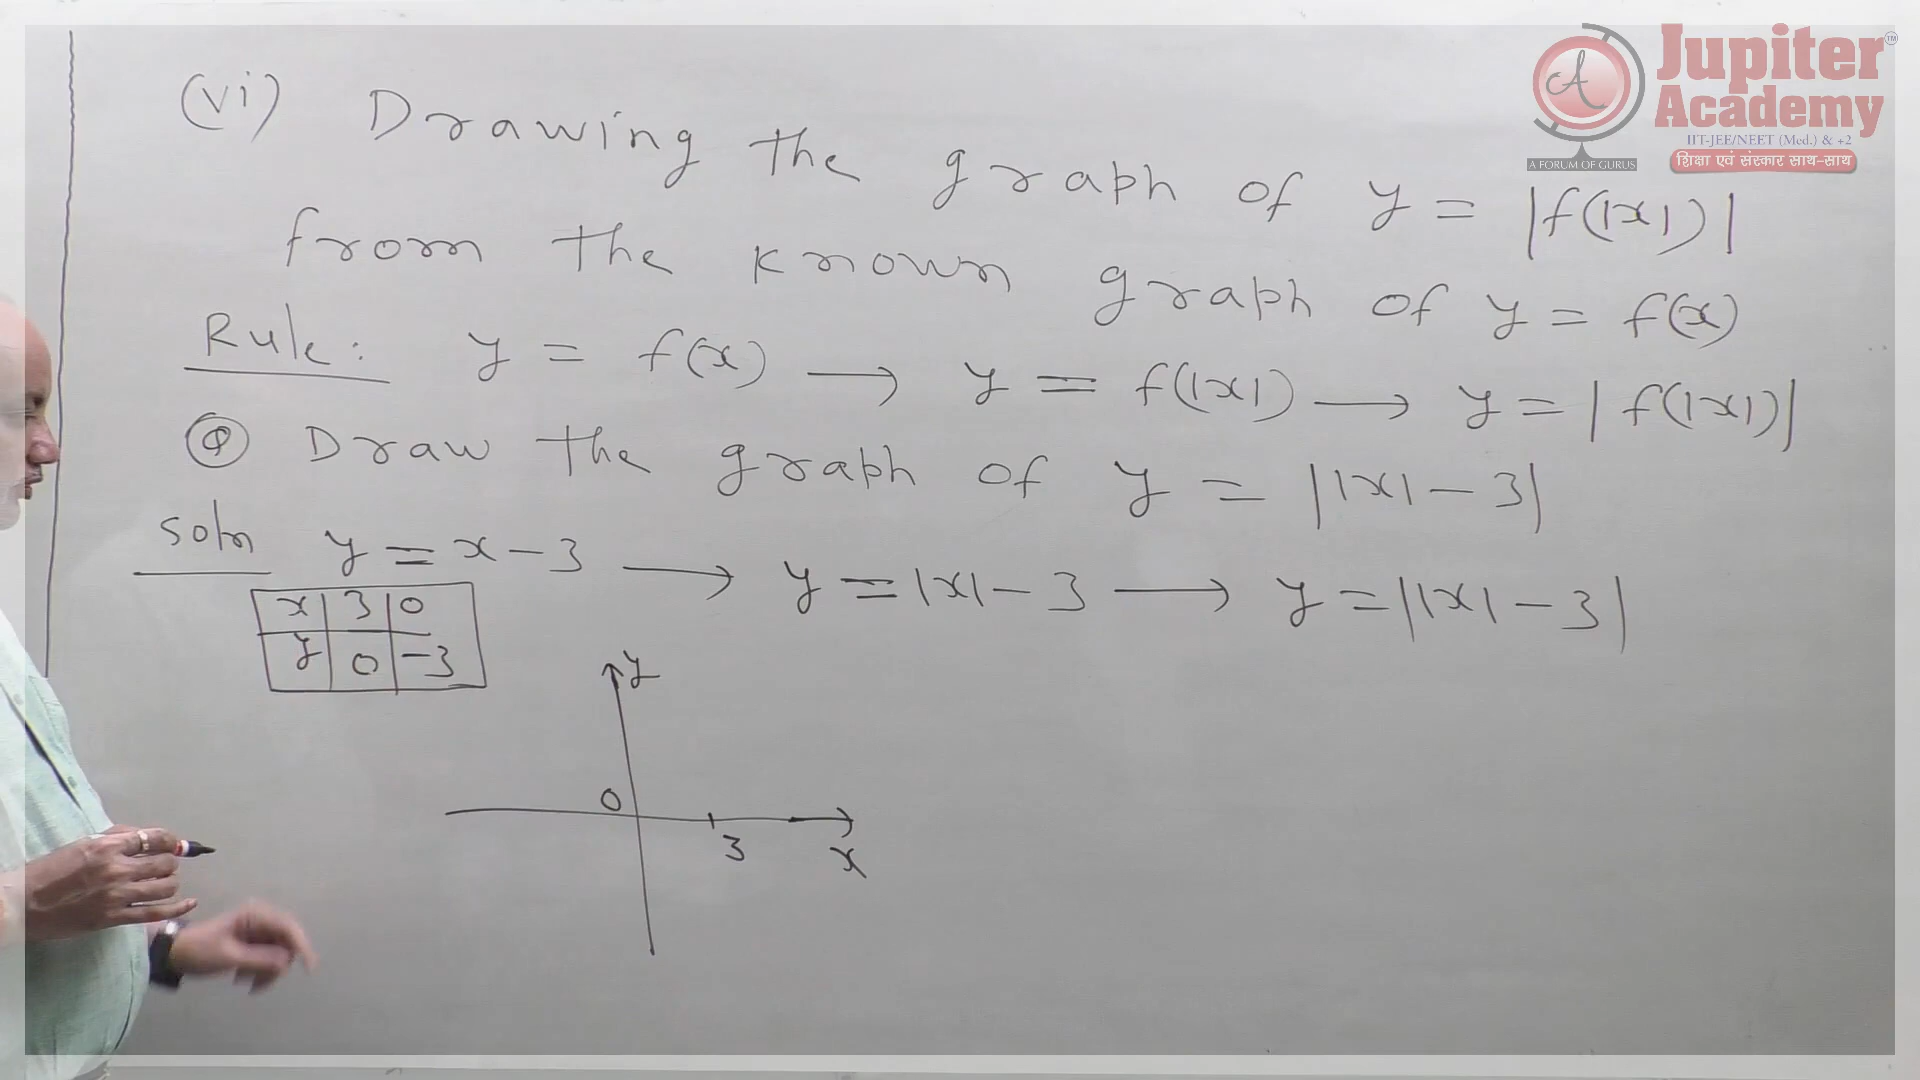 Jupiter
Academy
TM
IIT-JEE/NEET (Med.) & +2
A FORUM OF GURUS
शिक्षा एवं संस्कार साथ-साथ
(vi) Drawing the graph of y = |f(|x|)|
from the known graph of y = f(x)
Rule: y = f(x) → y = f(|x|) → y = |f(|x|)|
Q Draw the graph of y = ||x| - 3|
Soln y = x - 3 → y = |x| - 3 → y = ||x| - 3|
x 3 0
y 0 -3
y
0
3
x